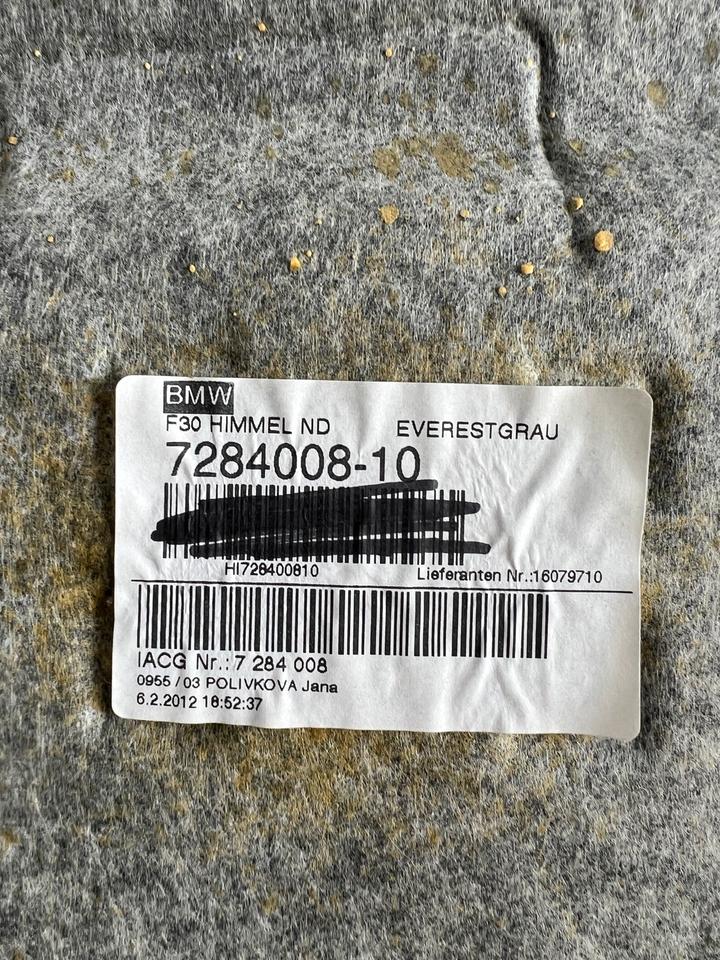 BMW
F30 HIMMEL ND EVERESTGRAU
7284008-10
HI728400810 Lieferanten Nr.:16079710
IACG Nr.: 7 284 008
0955 / 03 POLIVKOVA Jana
6.2.2012 16:52:37